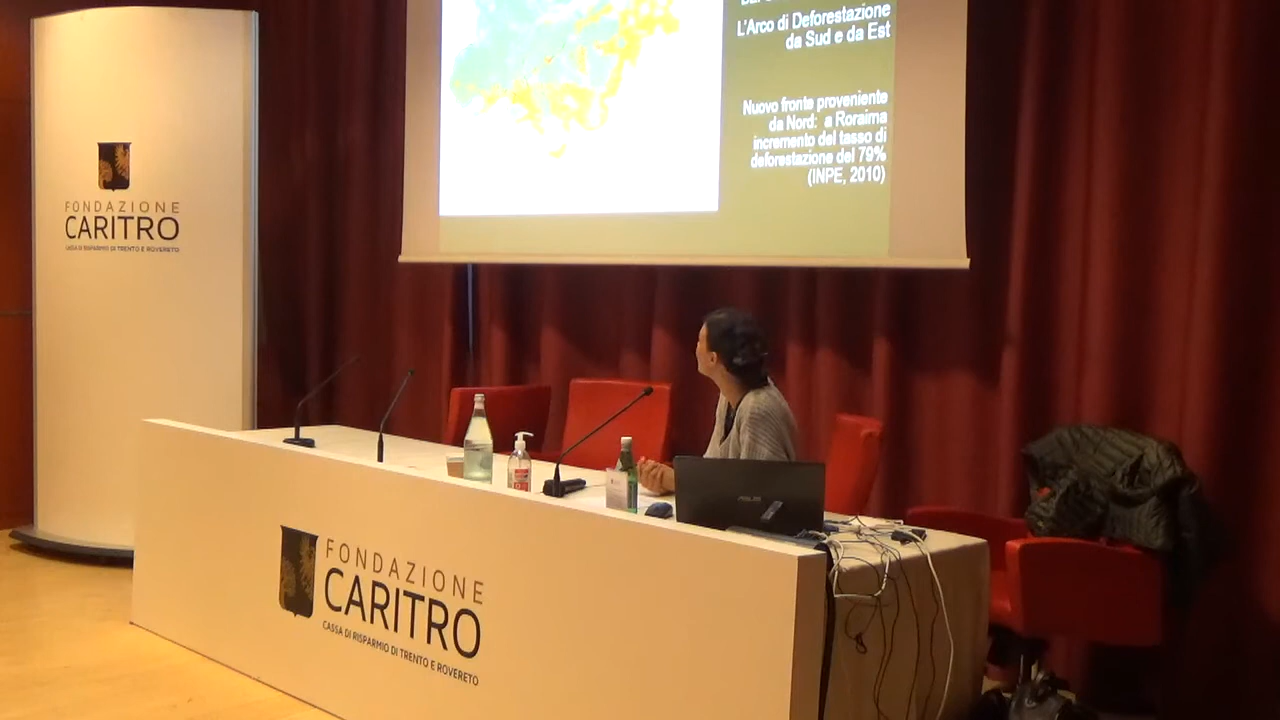 L'Arco di Deforestazione
da Sud e da Est
Nuovo fronte proveniente
da Nord: a Roraima
incremento del tasso di
deforestazione del 79%
(INPE, 2010)
FONDAZIONE
CARITRO
CASSA DI RISPARMIO DI TRENTO E ROVERETO
ASUS
FONDAZIONE
CARITRO
CASSA DI RISPARMIO DI TRENTO E ROVERETO